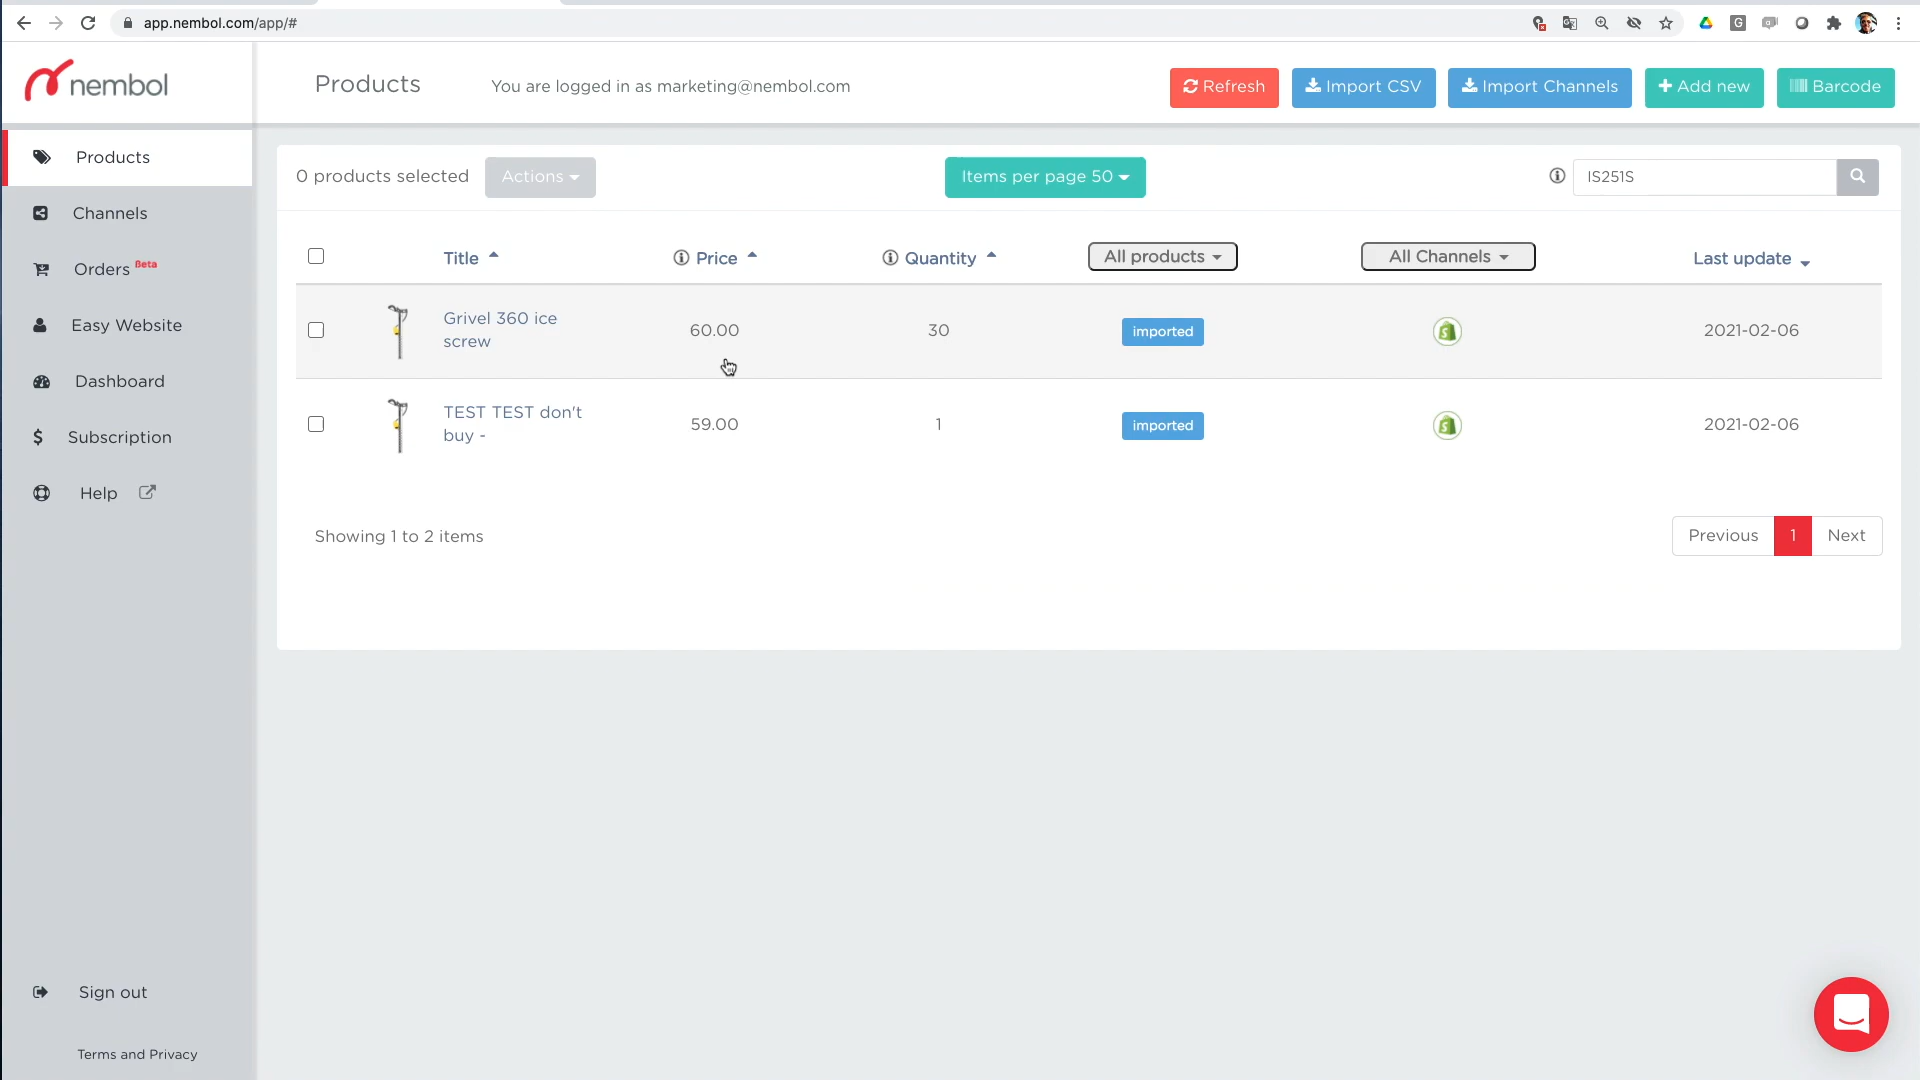 app.nembol.com/app/#
nembol
Products
You are logged in as marketing@nembol.com
Refresh
Import CSV
Import Channels
Add new
Barcode
Products
Channels
Orders Beta
Easy Website
Dashboard
Subscription
Help
Sign out
Terms and Privacy
0 products selected
Actions
Items per page 50
IS251S
Title
Price
Quantity
All products
All Channels
Last update
Grivel 360 ice
screw
60.00
30
imported
2021-02-06
TEST TEST don't
buy -
59.00
1
imported
2021-02-06
Showing 1 to 2 items
Previous
1
Next